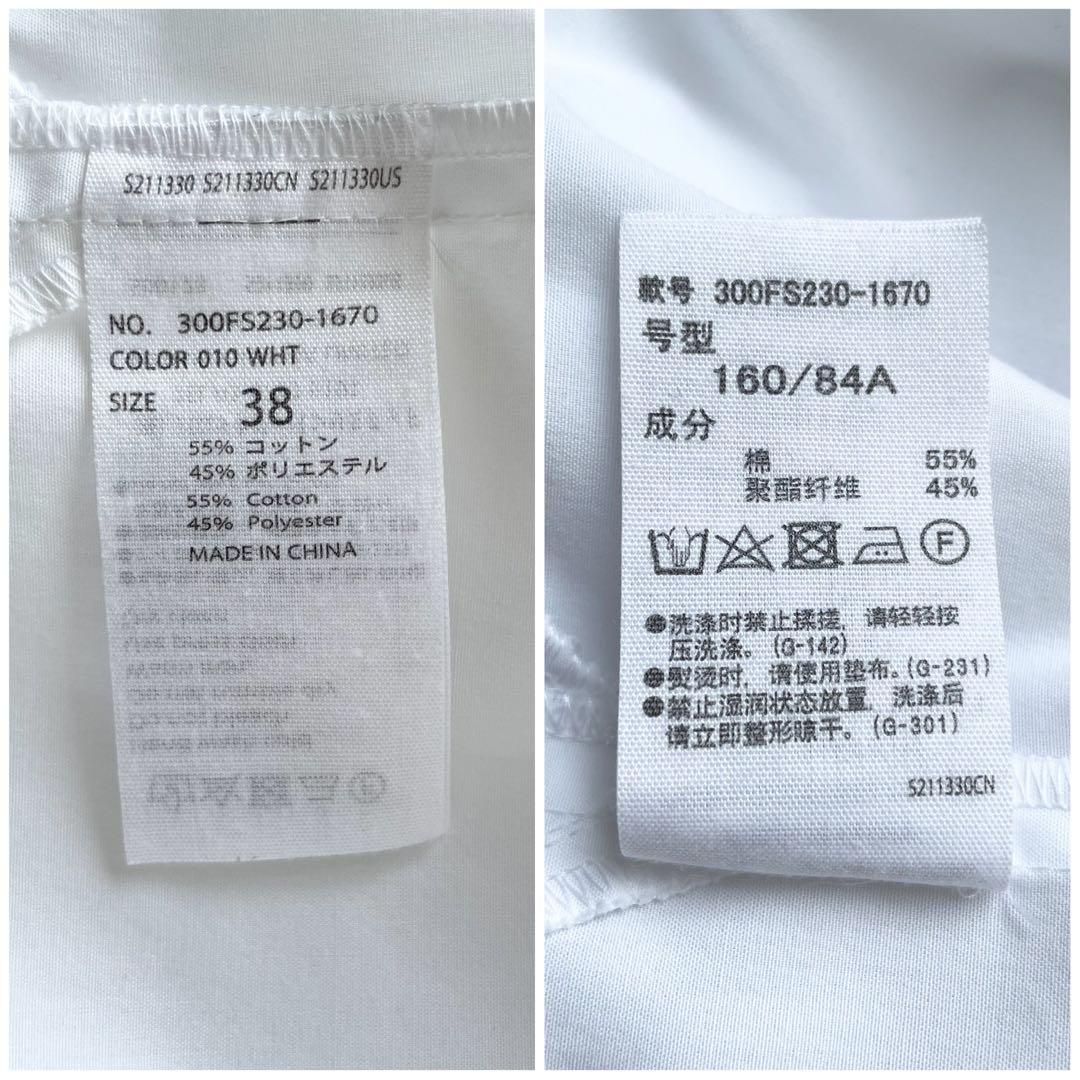 S211330 S211330CN S211330US
NO. 300FS230-1670
COLOR 010 WHT
SIZE 38
55% コットン
45% ポリエステル
55% Cotton
45% Polyester
MADE IN CHINA
款号 300FS230-1670
号型
160/84A
成分
棉 55%
聚酯纤维 45%
F
●洗涤时禁止揉搓，请轻轻按
压洗涤。(G-142)
●熨烫时，请使用垫布。(G-231)
●禁止湿润状态放置，洗涤后
请立即整形晾干。(G-301)
S211330CN